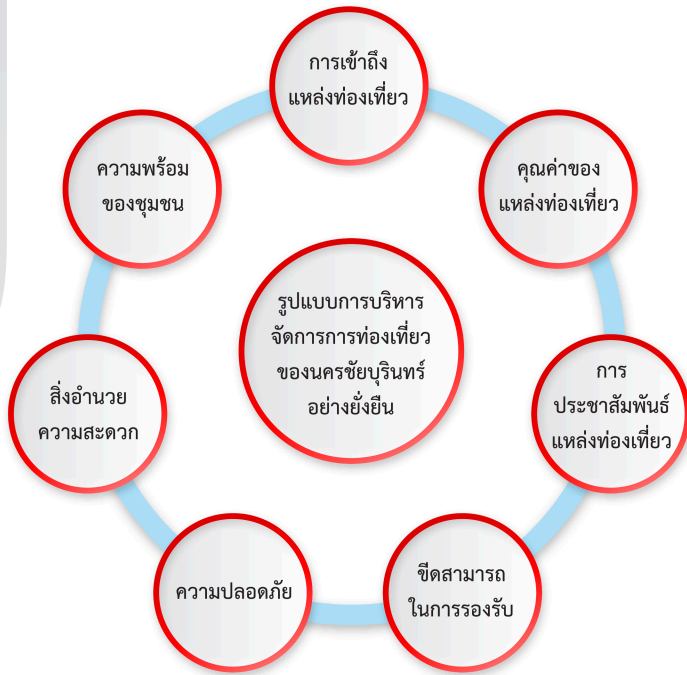 การเข้าถึง
แหล่งท่องเที่ยว
คุณค่าของ
แหล่งท่องเที่ยว
การ
ประชาสัมพันธ์
แหล่งท่องเที่ยว
ขีดสามารถ
ในการรองรับ
ความปลอดภัย
สิ่งอำนวย
ความสะดวก
ความพร้อม
ของชุมชน
รูปแบบการบริหาร
จัดการการท่องเที่ยว
ของนครชัยบุรินทร์
อย่างยั่งยืน